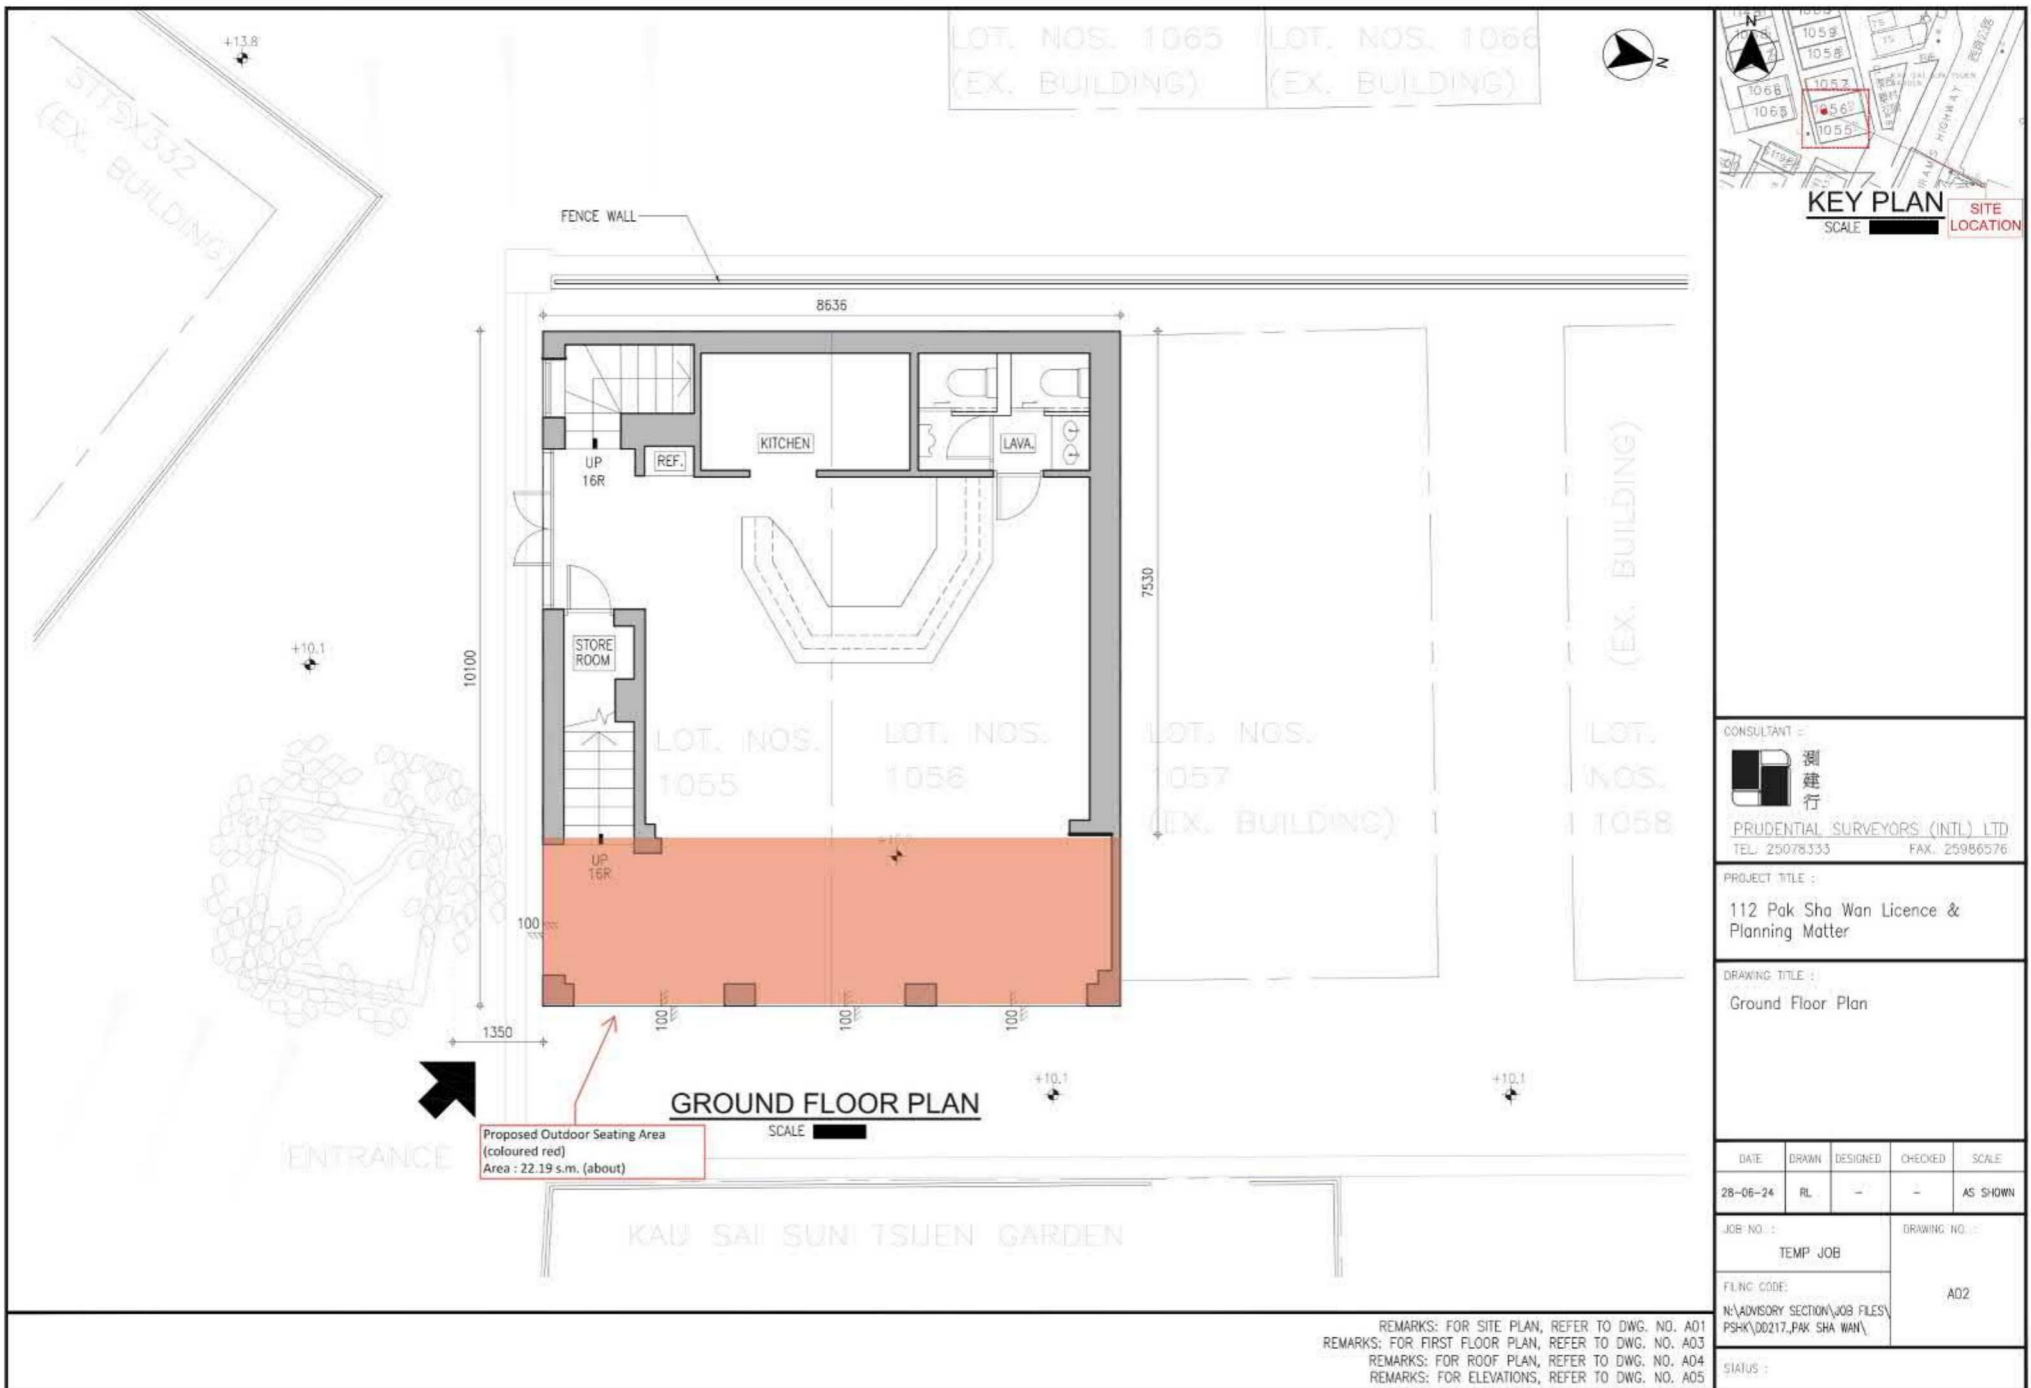 +13.8
STTSX332
(EX. BUILDING)
LOT. NOS. 1065
(EX. BUILDING)
LOT. NOS. 1066
(EX. BUILDING)
N
FENCE WALL
8636
10100
7530
UP
16R
REF.
KITCHEN
LAVA.
STORE
ROOM
+10.1
LOT. NOS.
1055
LOT. NOS.
1056
LOT. NOS.
1057
(EX. BUILDING)
(EX. BUILDING)
LOT.
NOS.
1058
UP
16R
100
100
100
100
1350
+10.1
+10.1
GROUND FLOOR PLAN
SCALE
ENTRANCE
Proposed Outdoor Seating Area
(coloured red)
Area : 22.19 s.m. (about)
KAU SAI SUN TSUEN GARDEN
REMARKS: FOR SITE PLAN, REFER TO DWG. NO. A01
REMARKS: FOR FIRST FLOOR PLAN, REFER TO DWG. NO. A03
REMARKS: FOR ROOF PLAN, REFER TO DWG. NO. A04
REMARKS: FOR ELEVATIONS, REFER TO DWG. NO. A05
N
1059
1058
1057
1056
1055
1068
HIGHWAY
KEY PLAN
SCALE
SITE
LOCATION
CONSULTANT :
測
建
行
PRUDENTIAL SURVEYORS (INTL) LTD
TEL. 25078333 FAX. 25986576
PROJECT TITLE :
112 Pak Sha Wan Licence &
Planning Matter
DRAWING TITLE :
Ground Floor Plan
DATE DRAWN DESIGNED CHECKED SCALE
28-06-24 RL - - AS SHOWN
JOB NO. :
TEMP JOB
DRAWING NO. :
A02
FILING CODE:
N:\ADVISORY SECTION\JOB FILES\
PSHK\DD217.,PAK SHA WAN\
STATUS :